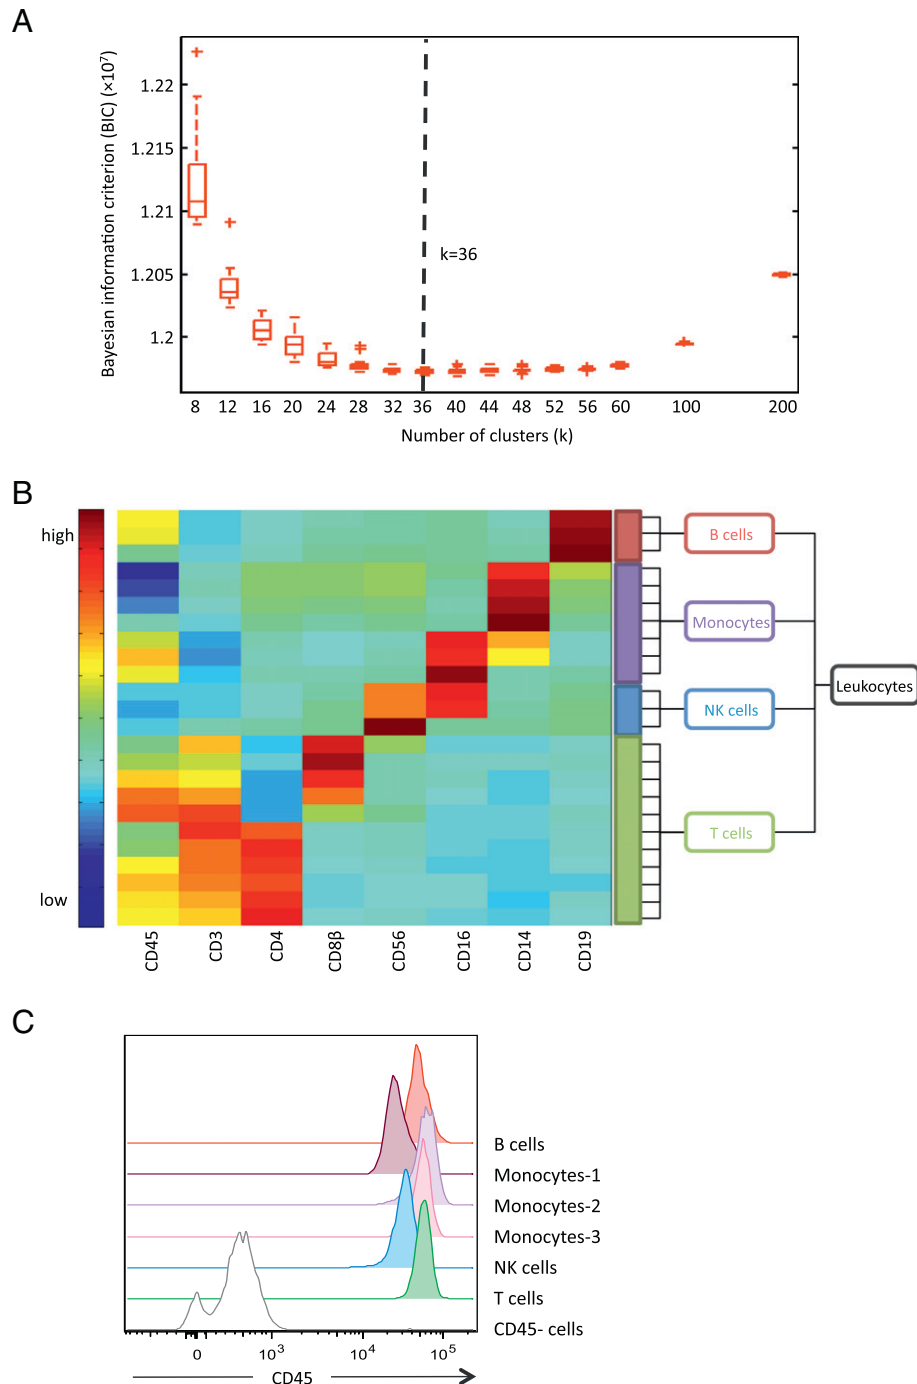 A
Bayesian information criterion (BIC) (×10⁷)
1.22
1.215
1.21
1.205
1.2
k=36
8 12 16 20 24 28 32 36 40 44 48 52 56 60 100 200
Number of clusters (k)
B
high
low
B cells
Monocytes
NK cells
T cells
Leukocytes
CD45 CD3 CD4 CD8β CD56 CD16 CD14 CD19
C
B cells
Monocytes-1
Monocytes-2
Monocytes-3
NK cells
T cells
CD45- cells
0 10³ 10⁴ 10⁵
CD45